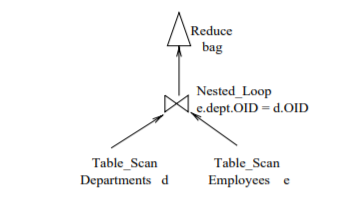 Reduce
bag
Nested_Loop
e.dept.OID = d.OID
Table_Scan
Departments d
Table_Scan
Employees e